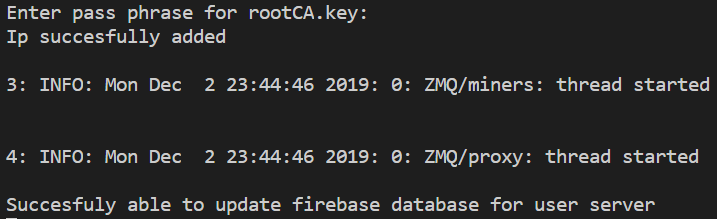 Enter pass phrase for rootCA.key:
Ip succesfully added
3: INFO: Mon Dec  2 23:44:46 2019: 0: ZMQ/miners: thread started
4: INFO: Mon Dec  2 23:44:46 2019: 0: ZMQ/proxy: thread started
Succesfuly able to update firebase database for user server